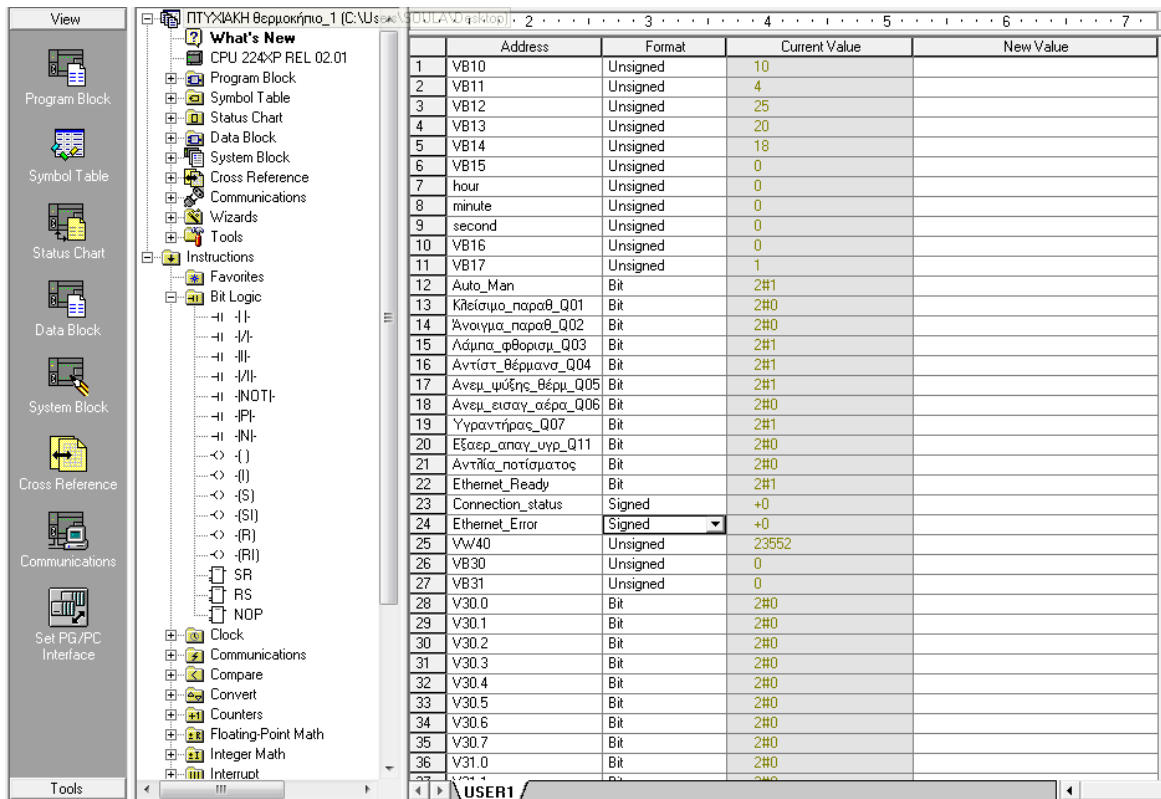 View
Program Block
Symbol Table
Status Chart
Data Block
System Block
Cross Reference
Communications
Set PG/PC
Interface
Tools
ΠΤΥΧΙΑΚΗ θερμοκήπιο_1 (C:\Users\SOULA\Desktop)
What's New
CPU 224XP REL 02.01
Program Block
Symbol Table
Status Chart
Data Block
System Block
Cross Reference
Communications
Wizards
Tools
Instructions
Favorites
Bit Logic
-| |-
-|/|-
-|I|-
-|/I|-
-|NOT|-
-|P|-
-|N|-
-( )
-(I)
-(S)
-(SI)
-(R)
-(RI)
SR
RS
NOP
Clock
Communications
Compare
Convert
Counters
Floating-Point Math
Integer Math
Interrupt
2 3 4 5 6 7
Address Format Current Value New Value
1 VB10 Unsigned 10
2 VB11 Unsigned 4
3 VB12 Unsigned 25
4 VB13 Unsigned 20
5 VB14 Unsigned 18
6 VB15 Unsigned 0
7 hour Unsigned 0
8 minute Unsigned 0
9 second Unsigned 0
10 VB16 Unsigned 0
11 VB17 Unsigned 1
12 Auto_Man Bit 2#1
13 Κλείσιμο_παραθ_Q01 Bit 2#0
14 Άνοιγμα_παραθ_Q02 Bit 2#0
15 Λάμπα_φθορισμ_Q03 Bit 2#1
16 Αντίστ_θέρμανσ_Q04 Bit 2#1
17 Ανεμ_ψύξης_θέρμ_Q05 Bit 2#1
18 Ανεμ_εισαγ_αέρα_Q06 Bit 2#0
19 Υγραντήρας_Q07 Bit 2#1
20 Εξαερ_απαγ_υγρ_Q11 Bit 2#0
21 Αντλία_ποτίσματος Bit 2#0
22 Ethernet_Ready Bit 2#1
23 Connection_status Signed +0
24 Ethernet_Error Signed +0
25 VW40 Unsigned 23552
26 VB30 Unsigned 0
27 VB31 Unsigned 0
28 V30.0 Bit 2#0
29 V30.1 Bit 2#0
30 V30.2 Bit 2#0
31 V30.3 Bit 2#0
32 V30.4 Bit 2#0
33 V30.5 Bit 2#0
34 V30.6 Bit 2#0
35 V30.7 Bit 2#0
36 V31.0 Bit 2#0
USER1